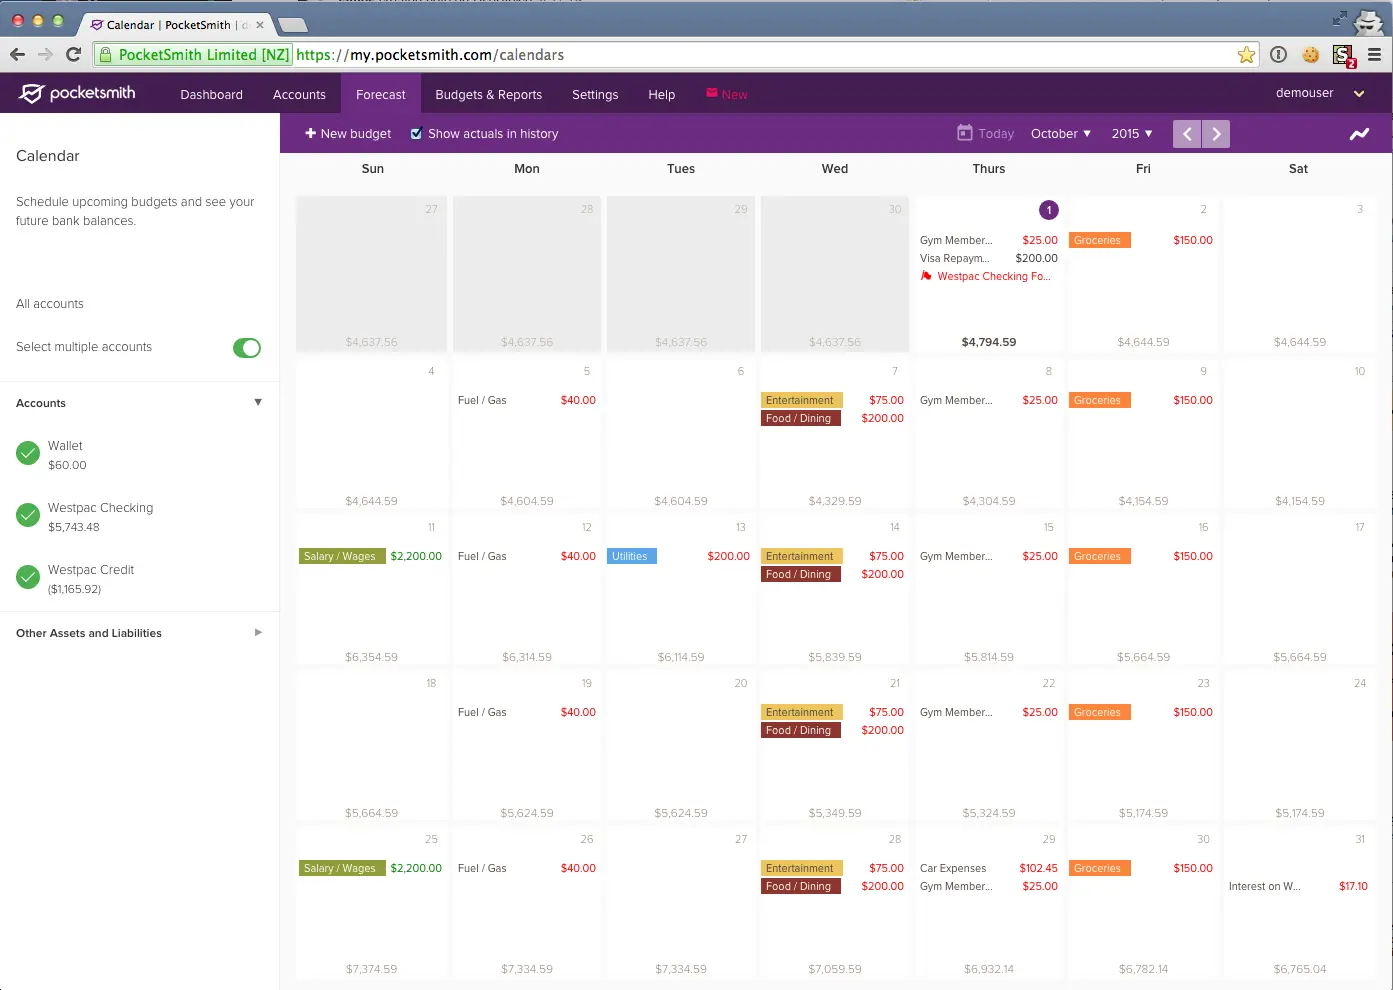 Calendar | PocketSmith | d
PocketSmith Limited [NZ] https://my.pocketsmith.com/calendars
2
pocketsmith Dashboard Accounts Forecast Budgets & Reports Settings Help New demouser
New budget Show actuals in history Today October 2015
Calendar
Schedule upcoming budgets and see your
future bank balances.
All accounts
Select multiple accounts
Accounts
Wallet
$60.00
Westpac Checking
$5,743.48
Westpac Credit
($1,165.92)
Other Assets and Liabilities
Sun Mon Tues Wed Thurs Fri Sat
27 28 29 30 1 2 3
Gym Member... $25.00 Groceries $150.00
Visa Repaym... $200.00
Westpac Checking Fo...
$4,637.56 $4,637.56 $4,637.56 $4,637.56 $4,794.59 $4,644.59 $4,644.59
4 5 6 7 8 9 10
Fuel / Gas $40.00 Entertainment $75.00 Gym Member... $25.00 Groceries $150.00
Food / Dining $200.00
$4,644.59 $4,604.59 $4,604.59 $4,329.59 $4,304.59 $4,154.59 $4,154.59
11 12 13 14 15 16 17
Salary / Wages $2,200.00 Fuel / Gas $40.00 Utilities $200.00 Entertainment $75.00 Gym Member... $25.00 Groceries $150.00
Food / Dining $200.00
$6,354.59 $6,314.59 $6,114.59 $5,839.59 $5,814.59 $5,664.59 $5,664.59
18 19 20 21 22 23 24
Fuel / Gas $40.00 Entertainment $75.00 Gym Member... $25.00 Groceries $150.00
Food / Dining $200.00
$5,664.59 $5,624.59 $5,624.59 $5,349.59 $5,324.59 $5,174.59 $5,174.59
25 26 27 28 29 30 31
Salary / Wages $2,200.00 Fuel / Gas $40.00 Entertainment $75.00 Car Expenses $102.45 Groceries $150.00
Food / Dining $200.00 Gym Member... $25.00 Interest on W... $17.10
$7,374.59 $7,334.59 $7,334.59 $7,059.59 $6,932.14 $6,782.14 $6,765.04